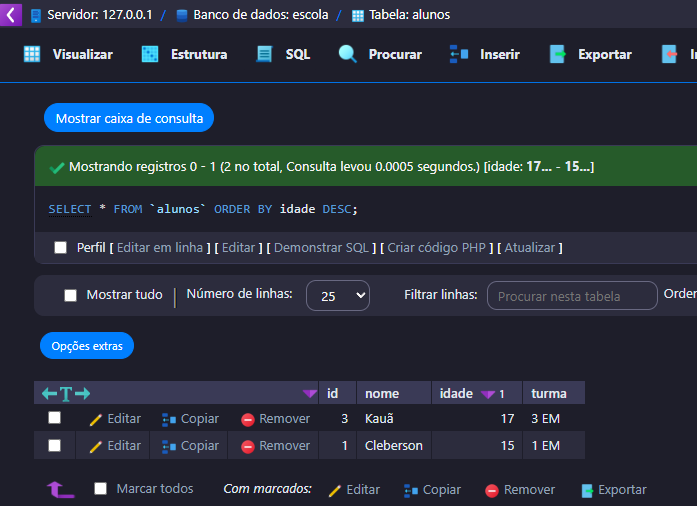 Servidor: 127.0.0.1 / Banco de dados: escola / Tabela: alunos
Visualizar Estrutura SQL Procurar Inserir Exportar
Mostrar caixa de consulta
Mostrando registros 0 - 1 (2 no total, Consulta levou 0.0005 segundos.) [idade: 17... - 15...]
SELECT * FROM `alunos` ORDER BY idade DESC;
Perfil [ Editar em linha ] [ Editar ] [ Demonstrar SQL ] [ Criar código PHP ] [ Atualizar ]
Mostrar tudo Número de linhas: 25 Filtrar linhas: Procurar nesta tabela Order
Opções extras
←T→ id nome idade 1 turma
Editar Copiar Remover 3 Kauã 17 3 EM
Editar Copiar Remover 1 Cleberson 15 1 EM
Marcar todos Com marcados: Editar Copiar Remover Exportar